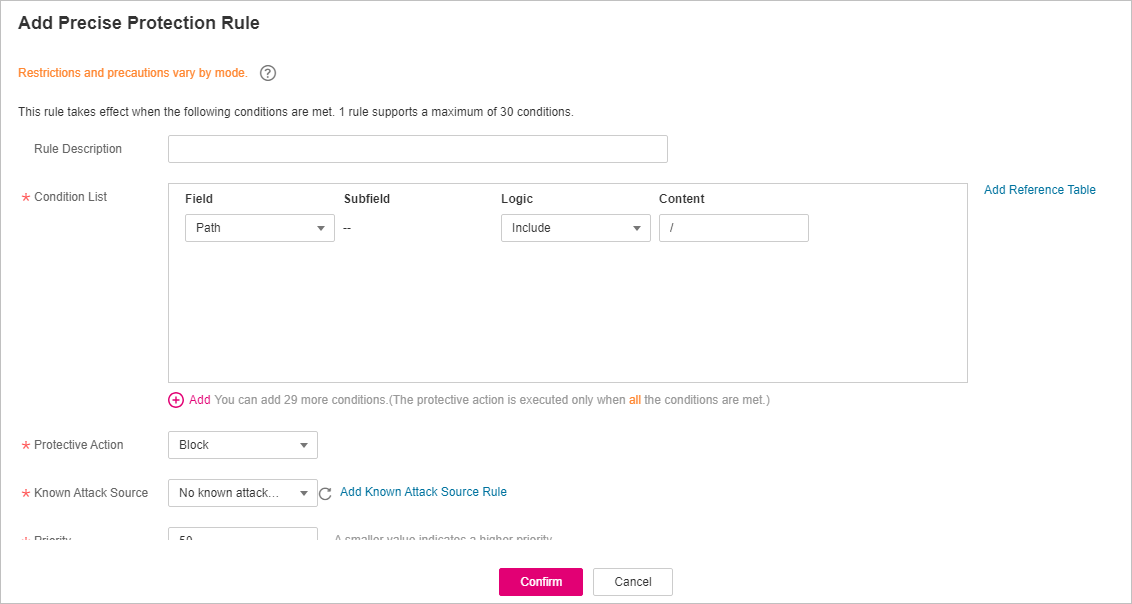 Add Precise Protection Rule
Restrictions and precautions vary by mode. ?
This rule takes effect when the following conditions are met. 1 rule supports a maximum of 30 conditions.
Rule Description
* Condition List
Field Subfield Logic Content
Add Reference Table
Path -- Include /
Add You can add 29 more conditions.(The protective action is executed only when all the conditions are met.)
* Protective Action Block
* Known Attack Source No known attack... Add Known Attack Source Rule
* Priority 50 A smaller value indicates a higher priority.
Confirm Cancel